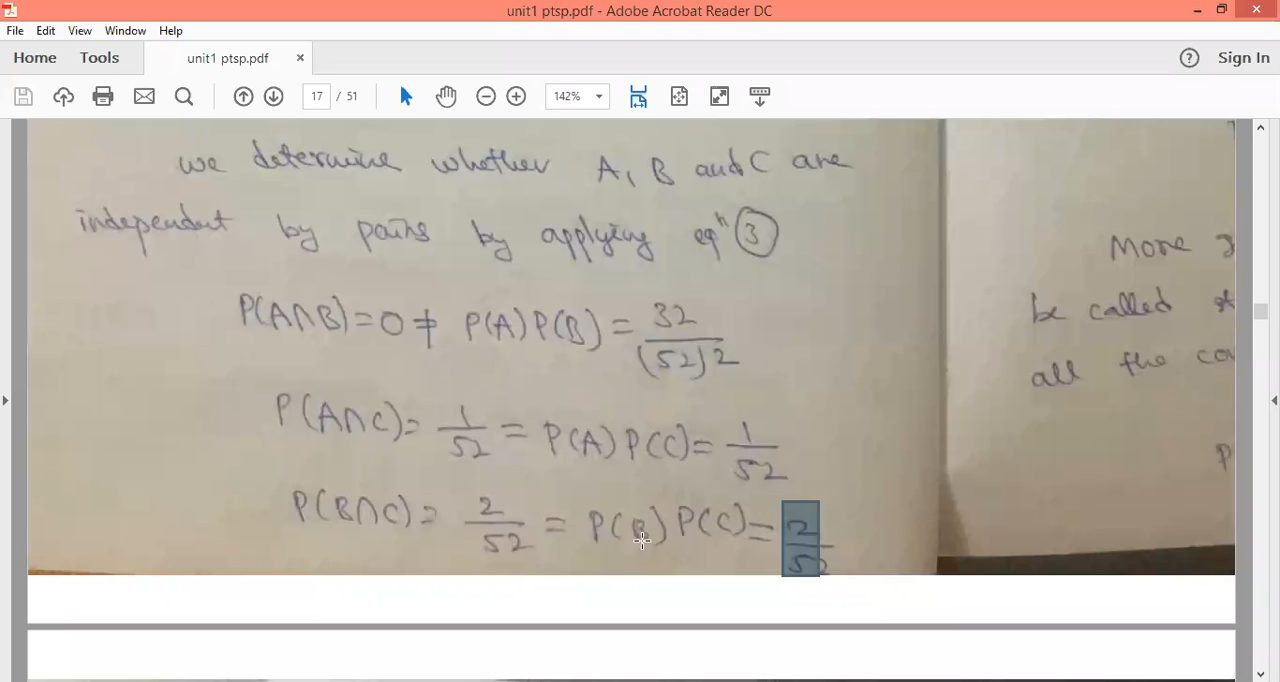 unit1 ptsp.pdf - Adobe Acrobat Reader DC
File Edit View Window Help
Home Tools unit1 ptsp.pdf × ? Sign In
17 / 51 142%
we determine whether A, B and C are
independent by pairs by applying eqⁿ ③
P(A∩B)=0 ≠ P(A)P(B) = 32/(52)2
P(A∩C)= 1/52 = P(A) P(C)= 1/52
P(B∩C)= 2/52 = P(B) P(C)= 2/52
More
be called
all the
P